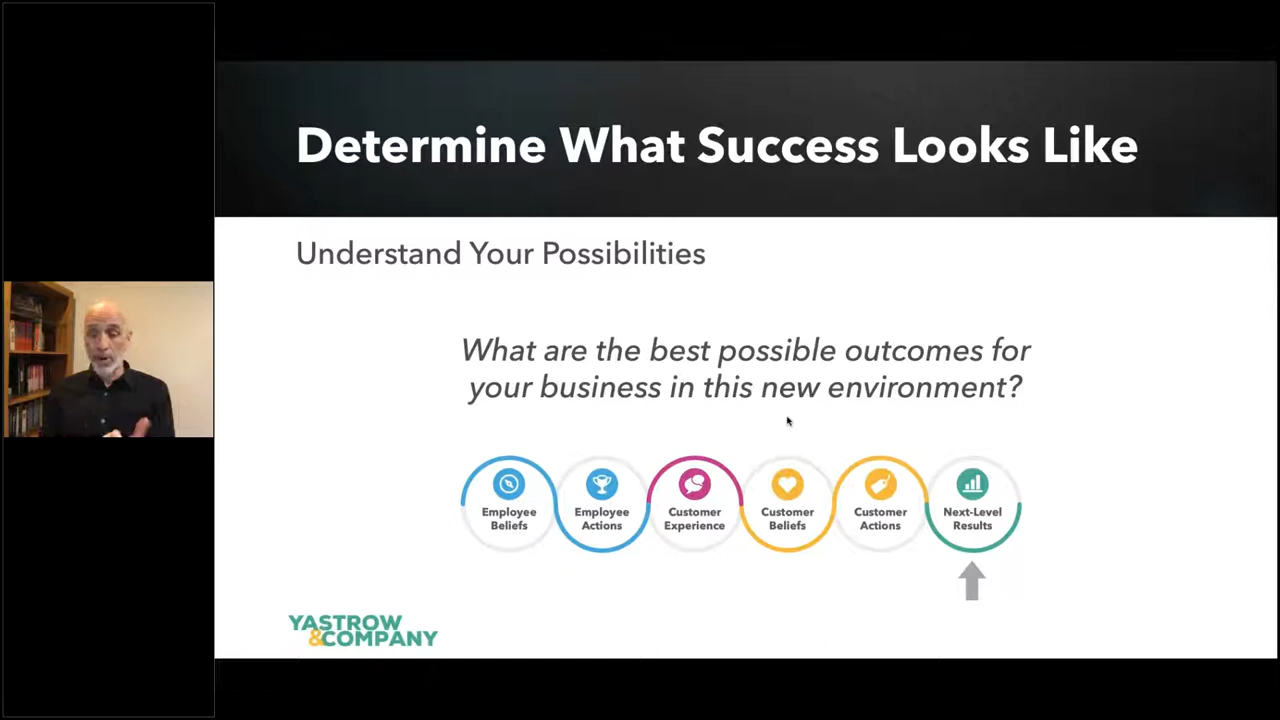 Determine What Success Looks Like
Understand Your Possibilities
What are the best possible outcomes for
your business in this new environment?
Employee
Beliefs
Employee
Actions
Customer
Experience
Customer
Beliefs
Customer
Actions
Next-Level
Results
YASTROW
&COMPANY